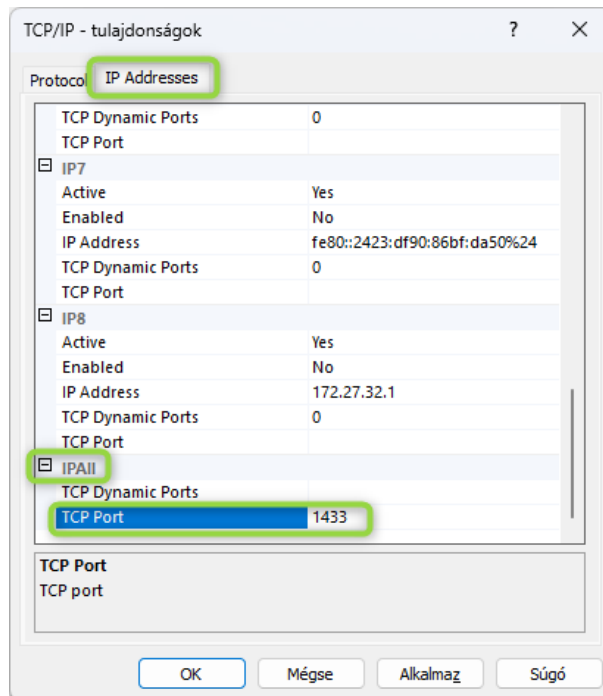 TCP/IP - tulajdonságok ?
Protocol IP Addresses
TCP Dynamic Ports 0
TCP Port
IP7
Active Yes
Enabled No
IP Address fe80::2423:df90:86bf:da50%24
TCP Dynamic Ports 0
TCP Port
IP8
Active Yes
Enabled No
IP Address 172.27.32.1
TCP Dynamic Ports 0
TCP Port
IPAll
TCP Dynamic Ports
TCP Port 1433
TCP Port
TCP port
OK Mégse Alkalmaz Súgó